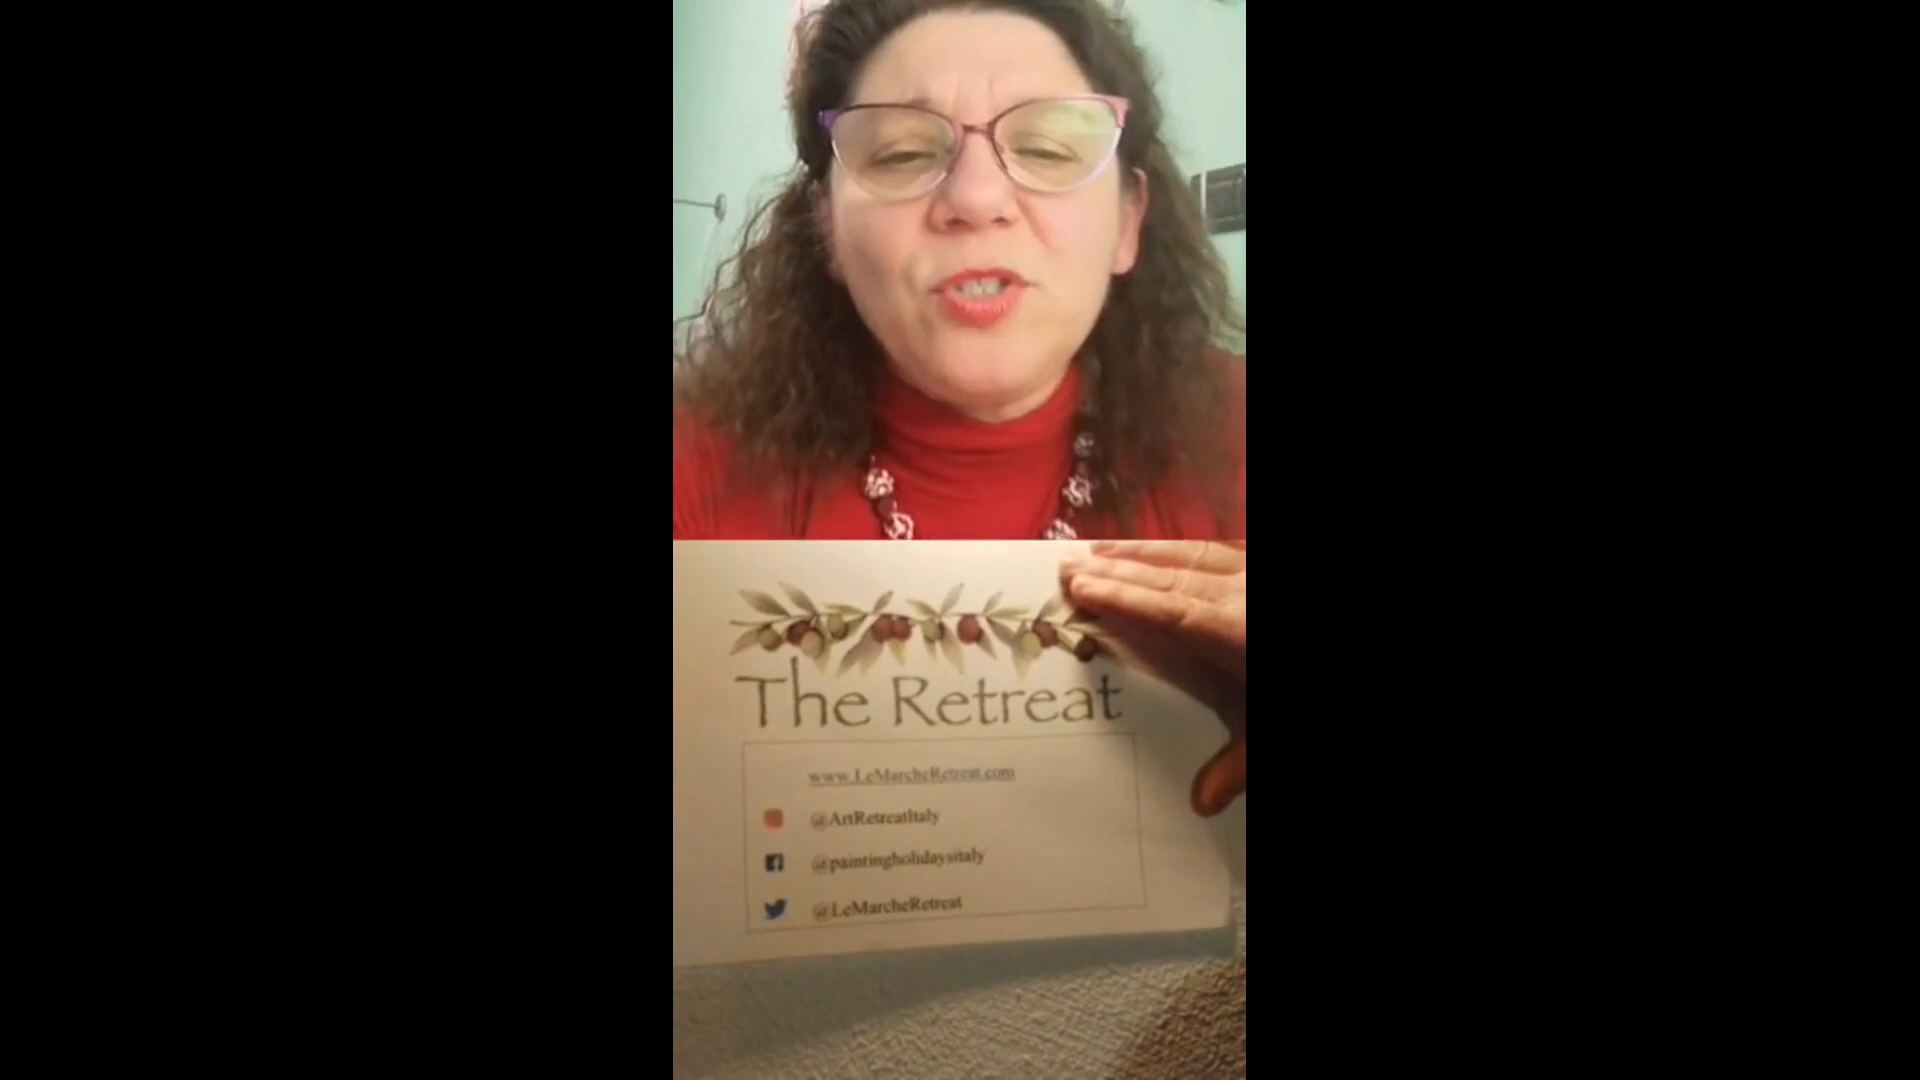 The Retreat
www.LeMarcheRetreat.com
@ArtRetreatItaly
@paintingholidaysitaly
@LeMarcheRetreat